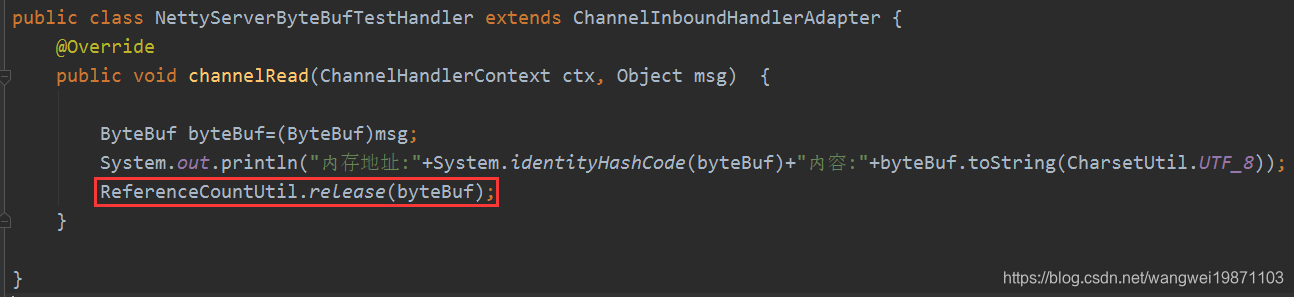 public class NettyServerByteBufTestHandler extends ChannelInboundHandlerAdapter {
@Override
public void channelRead(ChannelHandlerContext ctx, Object msg)  {
ByteBuf byteBuf=(ByteBuf)msg;
System.out.println("内存地址:"+System.identityHashCode(byteBuf)+"内容:"+byteBuf.toString(CharsetUtil.UTF_8));
ReferenceCountUtil.release(byteBuf);
}
}
https://blog.csdn.net/wangwei19871103